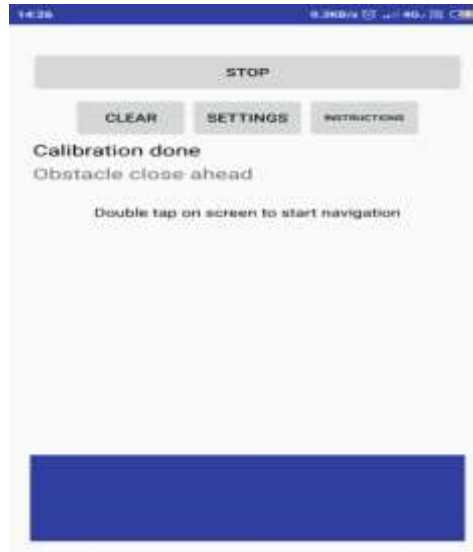 14:26
STOP
CLEAR SETTINGS INSTRUCTIONS
Calibration done
Obstacle close ahead
Double tap on screen to start navigation